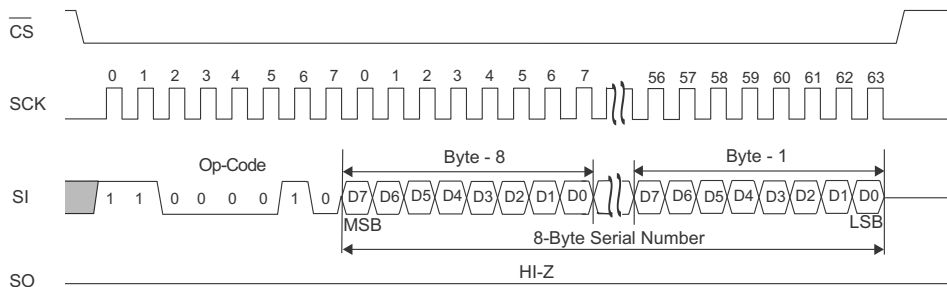 CS
0 1 2 3 4 5 6 7 0 1 2 3 4 5 6 7 56 57 58 59 60 61 62 63
SCK
Op-Code Byte - 8 Byte - 1
SI 1 1 0 0 0 0 1 0 D7 D6 D5 D4 D3 D2 D1 D0 D7 D6 D5 D4 D3 D2 D1 D0
MSB LSB
8-Byte Serial Number
HI-Z
SO